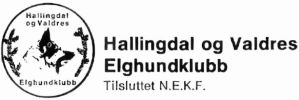 Hallingdal
og Valdres
Elghundklubb
Hallingdal og Valdres
Elghundklubb
Tilsluttet N.E.K.F.